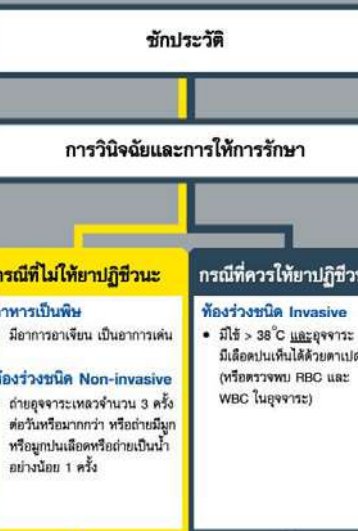 ซักประวัติ
การวินิจฉัยและการให้การรักษา
กรณีที่ไม่ให้ยาปฏิชีวนะ
าหารเป็นพิษ
มีอาการอาเจียน เป็นอาการเด่น
้องร่วงชนิด Non-invasive
ถ่ายอุจจาระเหลวจำนวน 3 ครั้ง
ต่อวันหรือมากกว่า หรือถ่ายมีมูก
หรือมูกปนเลือดหรือถ่ายเป็นน้ำ
อย่างน้อย 1 ครั้ง
กรณีที่ควรให้ยาปฏิชีวน
ท้องร่วงชนิด Invasive
• มีไข้ > 38°C และอุจจาระ
มีเลือดปนเห็นได้ด้วยตาเปล
(หรือตรวจพบ RBC และ
WBC ในอุจจาระ)